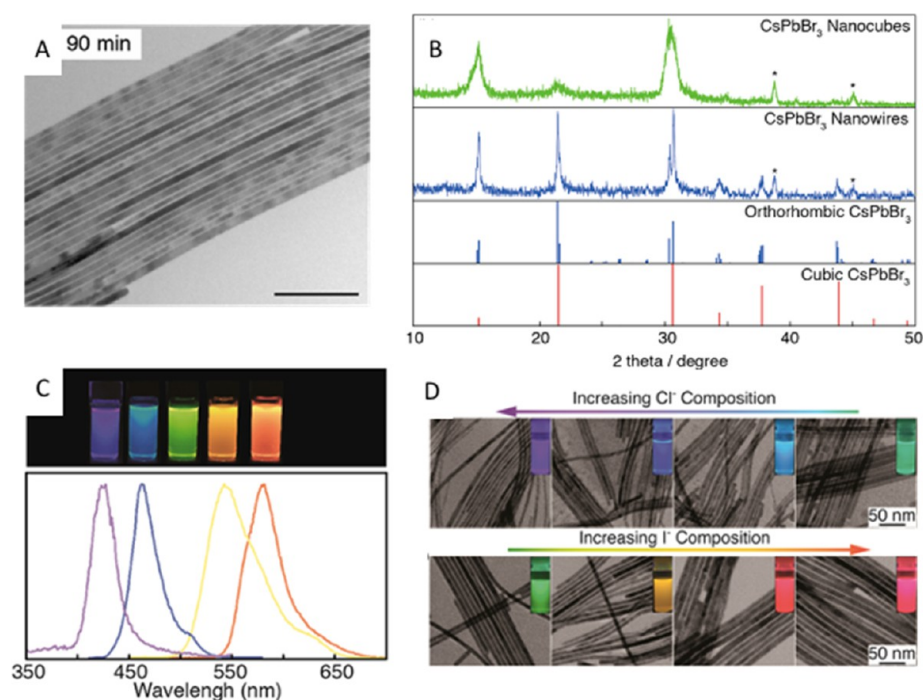 A
90 min
B
CsPbBr₃ Nanocubes
*
*
CsPbBr₃ Nanowires
*
*
Orthorhombic CsPbBr₃
Cubic CsPbBr₃
10 20 30 40 50
2 theta / degree
C
350 450 550 650
Wavelengh (nm)
D
Increasing Cl⁻ Composition
50 nm
Increasing I⁻ Composition
50 nm